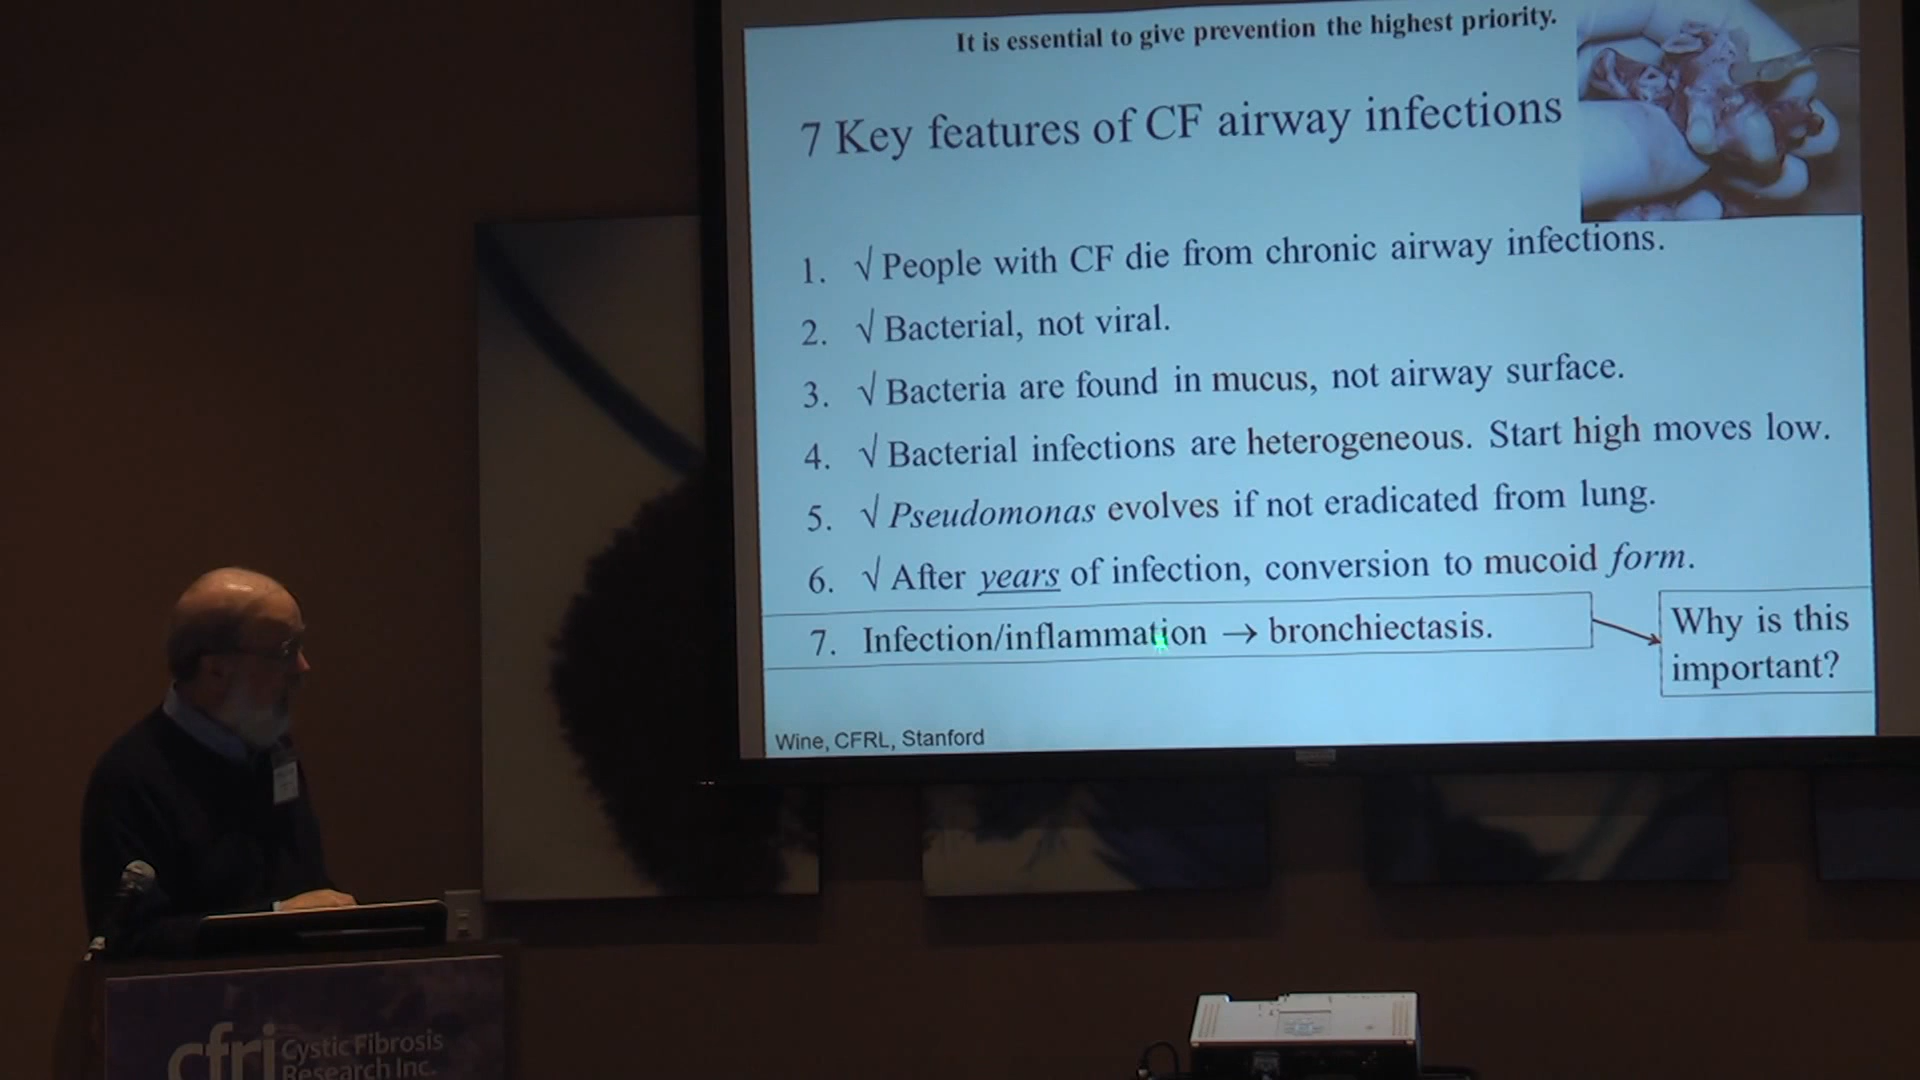 It is essential to give prevention the highest priority.
7 Key features of CF airway infections
1. √ People with CF die from chronic airway infections.
2. √ Bacterial, not viral.
3. √ Bacteria are found in mucus, not airway surface.
4. √ Bacterial infections are heterogeneous. Start high moves low.
5. √ Pseudomonas evolves if not eradicated from lung.
6. √ After years of infection, conversion to mucoid form.
7. Infection/inflammation → bronchiectasis.
Why is this
important?
Wine, CFRL, Stanford
cfri Cystic Fibrosis
Research Inc.